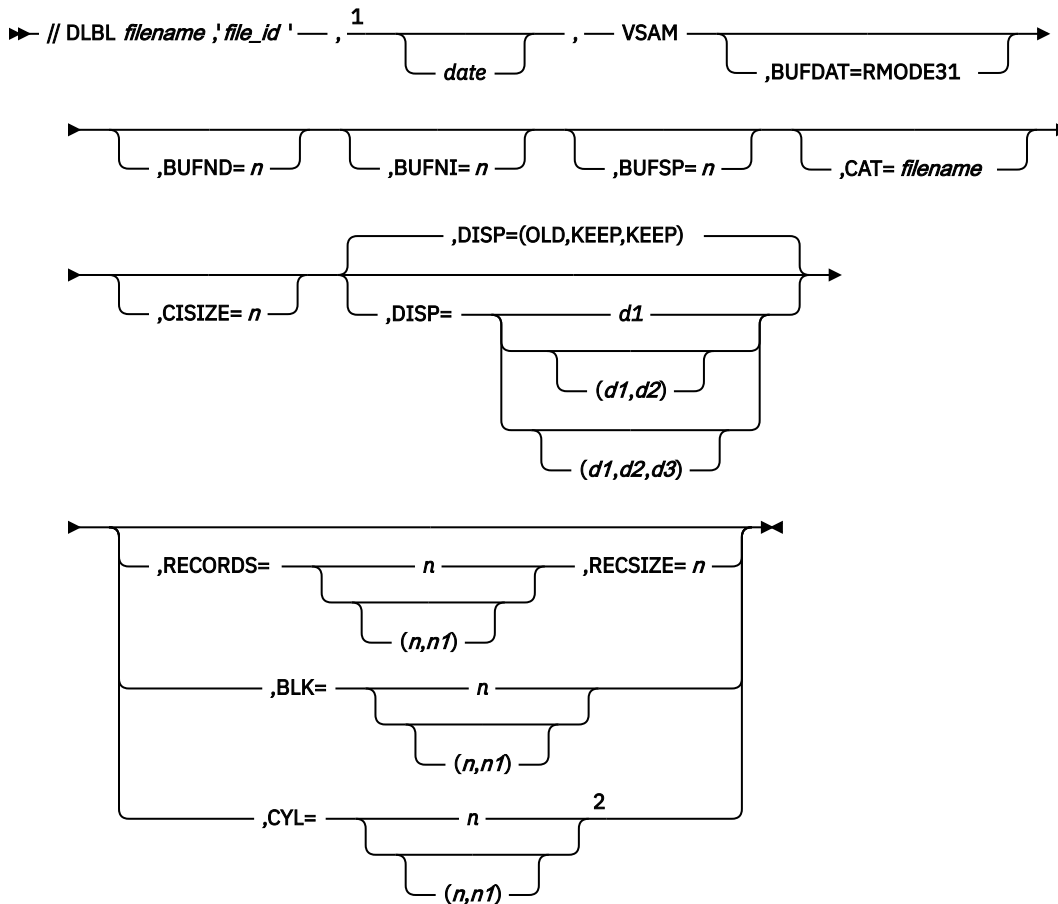 // DLBL filename ,' file_id ' , 1 date , VSAM ,BUFDAT=RMODE31
,BUFND= n ,BUFNI= n ,BUFSP= n ,CAT= filename
,DISP=(OLD,KEEP,KEEP)
,CISIZE= n ,DISP= d1
(d1,d2)
(d1,d2,d3)
,RECORDS= n ,RECSIZE= n
(n,n1)
,BLK= n
(n,n1)
,CYL= n 2
(n,n1)